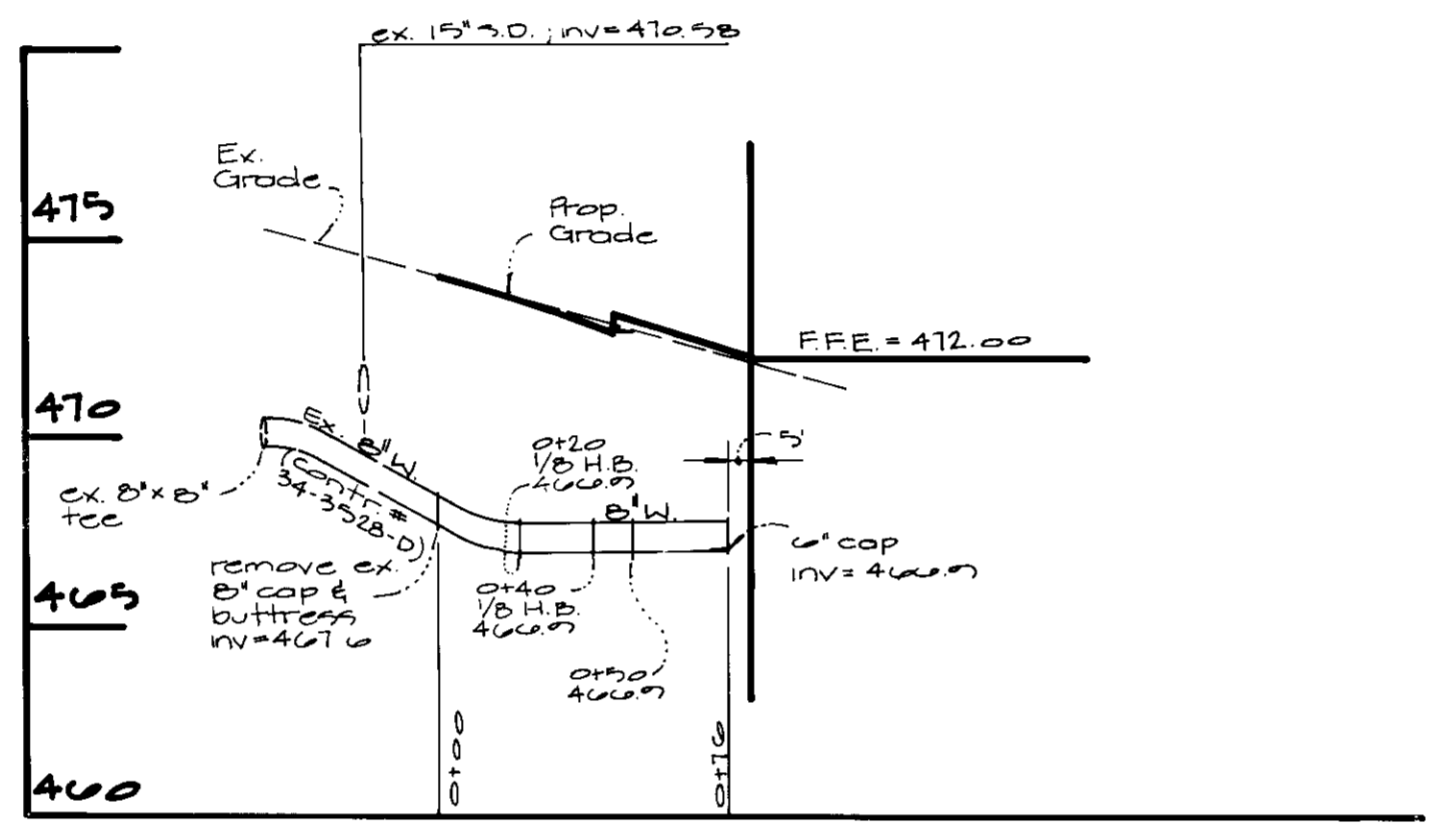 ex. 15" S.D. ; inv=470.58
Ex.
Grade
475
Prop.
Grade
F.F.E. = 472.00
470
Ex. 8" W.
(Contr. #
34-3528-D)
0+20
1/8 H.B.
466.9
5'
ex. 8"x8"
tee
8" W.
6" cap
inv= 466.9
remove ex.
8" cap &
buttress
inv=467.6
465
0+40
1/8 H.B.
466.9
0+50
466.9
0+00
0+76
460